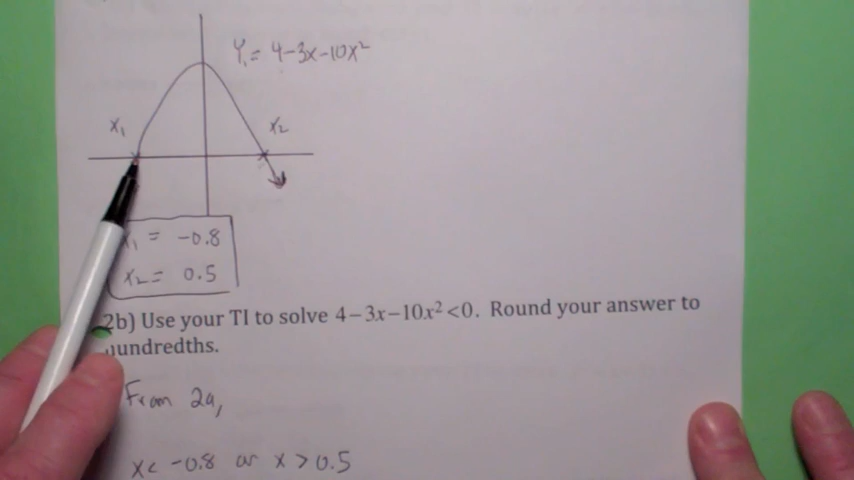 Y₁ = 4-3x-10x²
x₁ x₂
x₁ = -0.8
x₂ = 0.5
2b) Use your TI to solve 4-3x-10x²<0. Round your answer to
hundredths.
From 2a,
x< -0.8 or x > 0.5